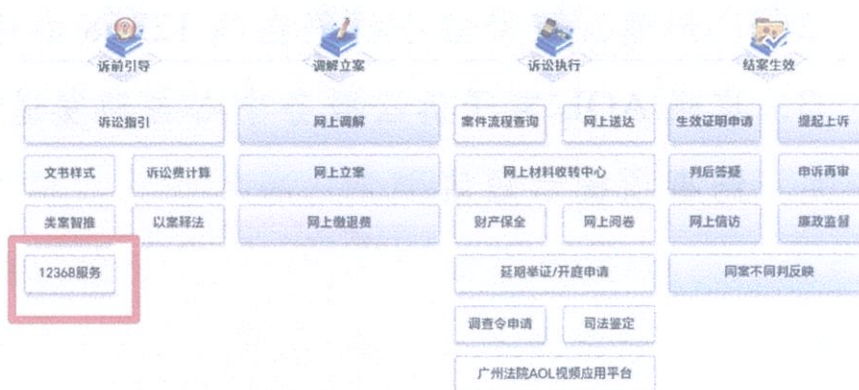 诉前引导
调解立案
诉讼执行
结案生效
诉讼指引
网上调解
案件流程查询
网上送达
生效证明申请
提起上诉
文书样式
诉讼费计算
网上立案
网上材料收转中心
判后答疑
申诉再审
类案智推
以案释法
网上缴退费
财产保全
网上阅卷
网上信访
廉政监督
12368服务
延期举证/开庭申请
同案不同判反映
调查令申请
司法鉴定
广州法院AOL视频应用平台